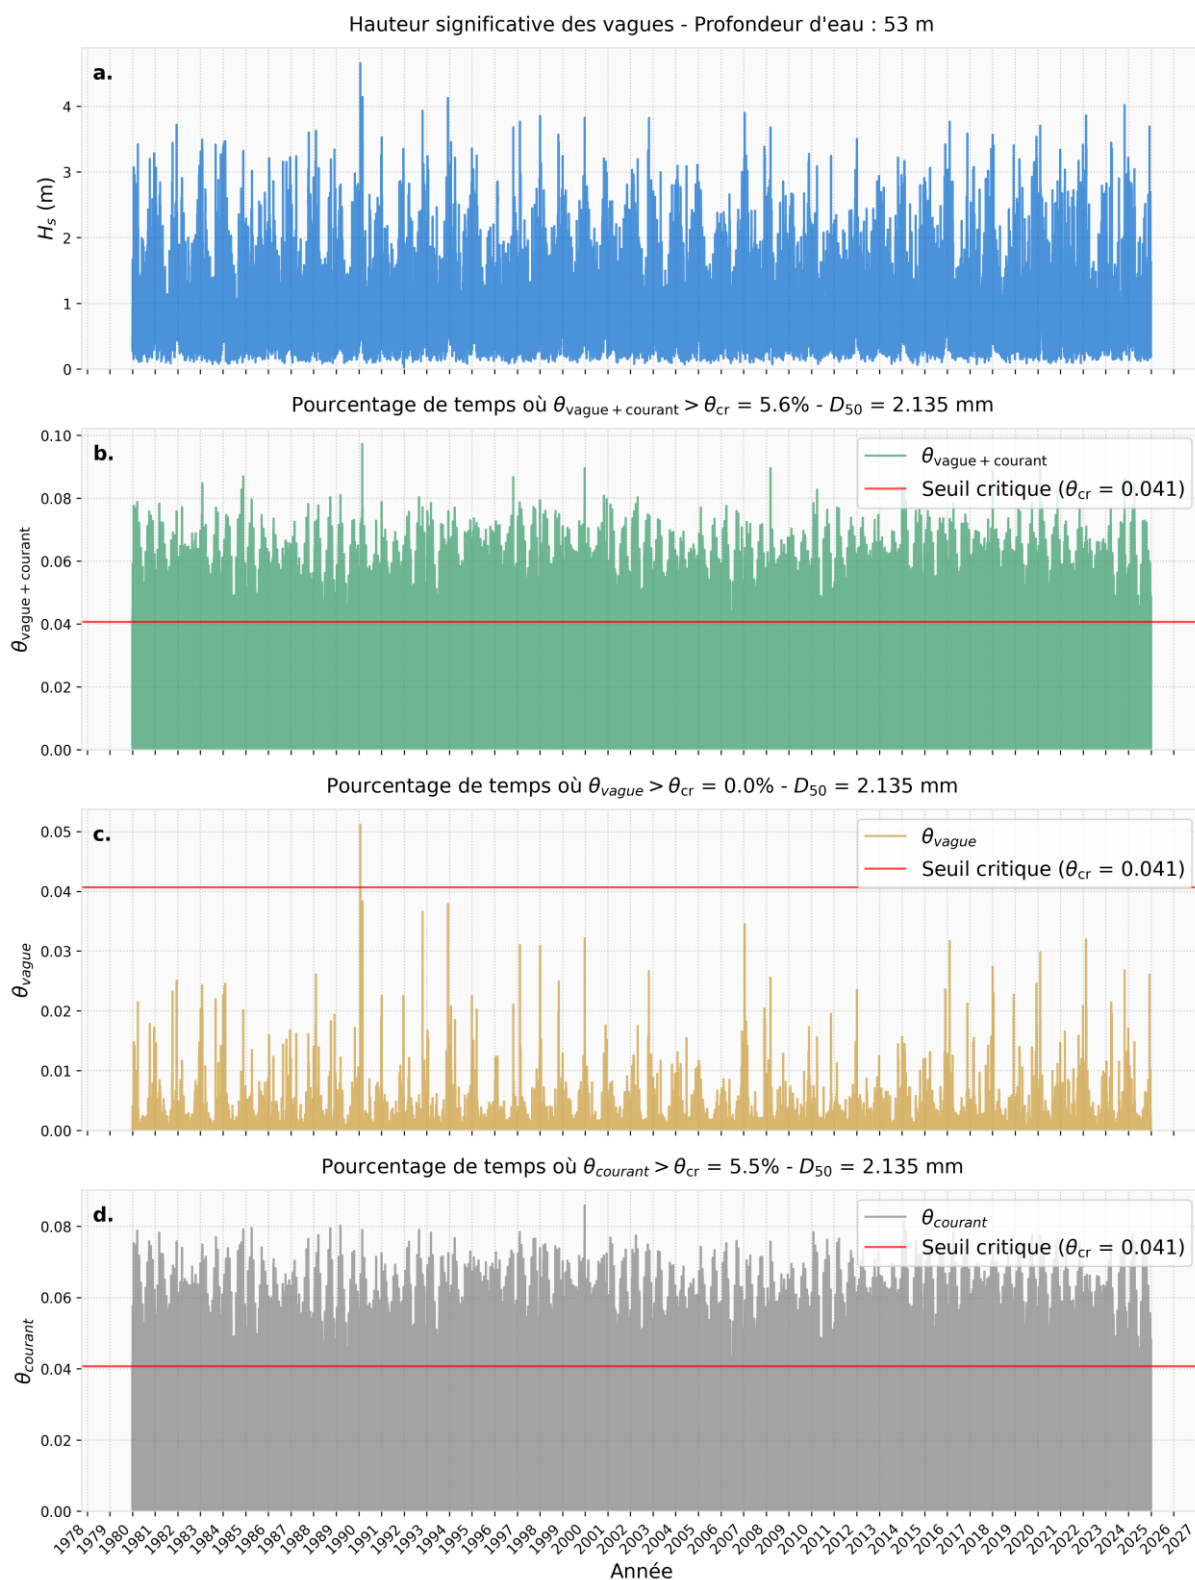 Hauteur significative des vagues - Profondeur d'eau : 53 m
a.
H_s (m)
4
3
2
1
0
Pourcentage de temps où θ_vague + courant > θ_cr = 5.6% - D_50 = 2.135 mm
b.
θ_vague + courant
0.10
0.08
0.06
0.04
0.02
0.00
θ_vague + courant
Seuil critique (θ_cr = 0.041)
Pourcentage de temps où θ_vague > θ_cr = 0.0% - D_50 = 2.135 mm
c.
θ_vague
0.05
0.04
0.03
0.02
0.01
0.00
θ_vague
Seuil critique (θ_cr = 0.041)
Pourcentage de temps où θ_courant > θ_cr = 5.5% - D_50 = 2.135 mm
d.
θ_courant
0.08
0.06
0.04
0.02
0.00
θ_courant
Seuil critique (θ_cr = 0.041)
1978 1979 1980 1981 1982 1983 1984 1985 1986 1987 1988 1989 1990 1991 1992 1993 1994 1995 1996 1997 1998 1999 2000 2001 2002 2003 2004 2005 2006 2007 2008 2009 2010 2011 2012 2013 2014 2015 2016 2017 2018 2019 2020 2021 2022 2023 2024 2025 2026 2027
Année